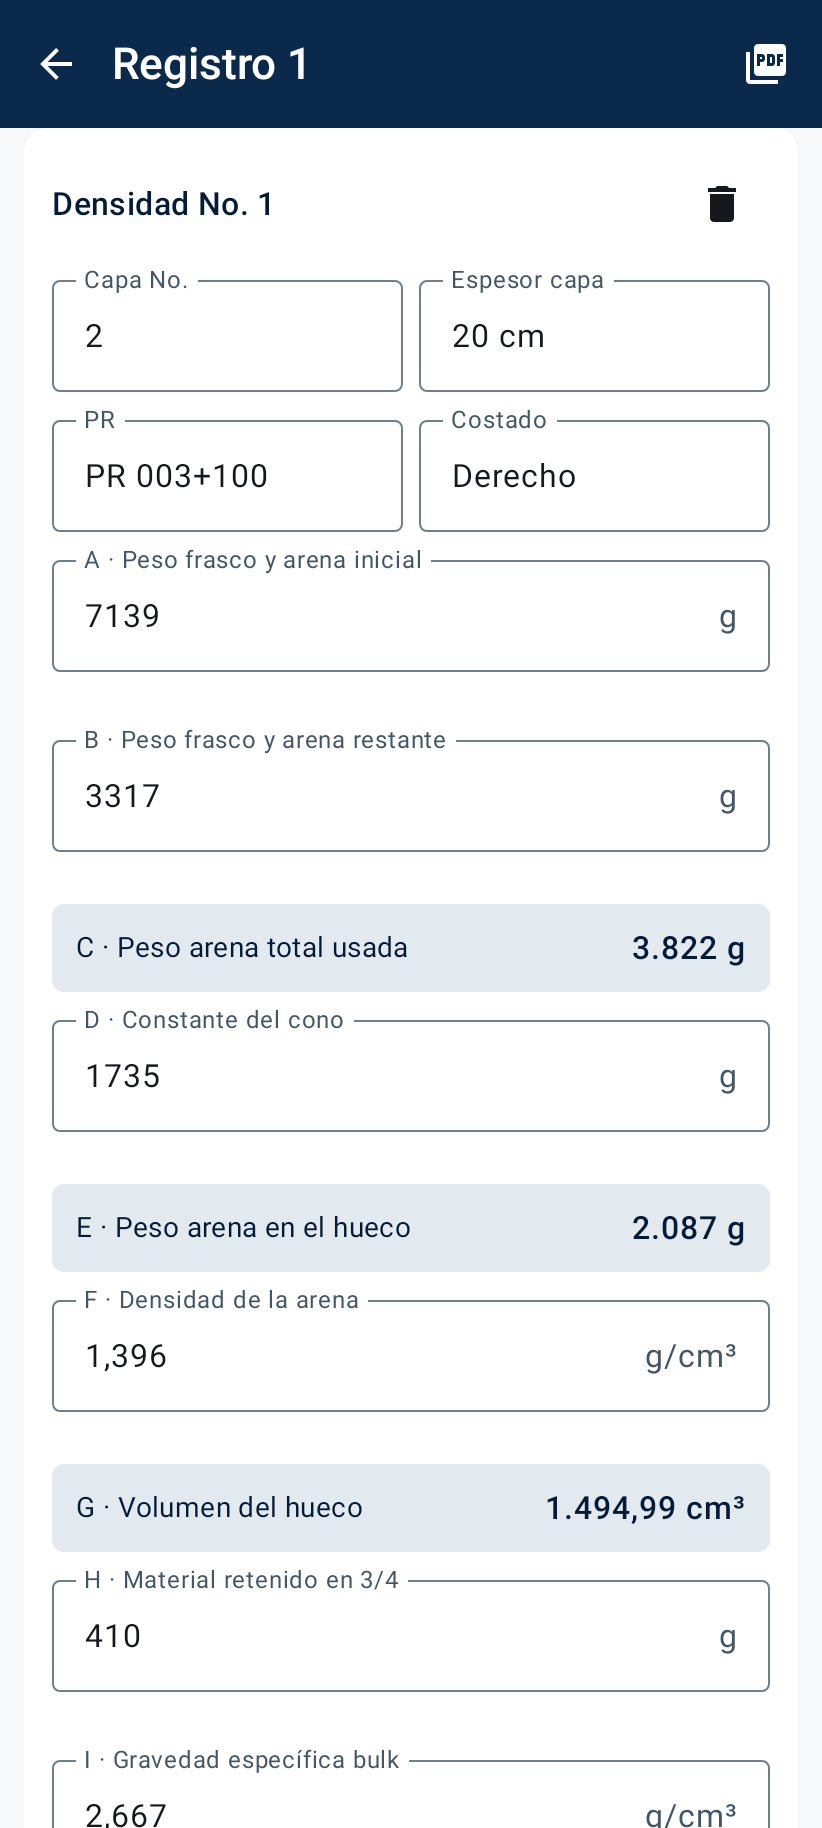 Registro 1
PDF
Densidad No. 1
Capa No.
2
Espesor capa
20 cm
PR
PR 003+100
Costado
Derecho
A · Peso frasco y arena inicial
7139 g
B · Peso frasco y arena restante
3317 g
C · Peso arena total usada 3.822 g
D · Constante del cono
1735 g
E · Peso arena en el hueco 2.087 g
F · Densidad de la arena
1,396 g/cm³
G · Volumen del hueco 1.494,99 cm³
H · Material retenido en 3/4
410 g
I · Gravedad específica bulk
2,667 g/cm³